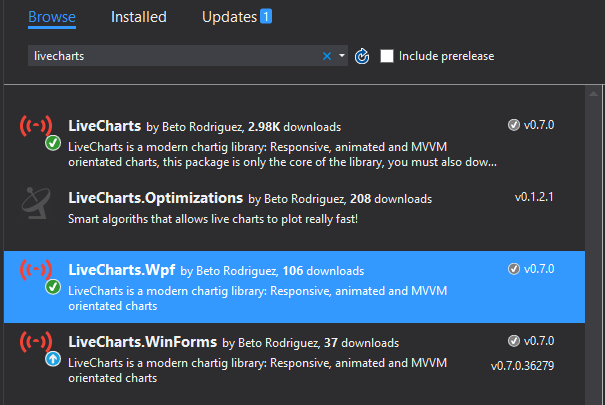 Browse Installed Updates 1
livecharts Include prerelease
LiveCharts by Beto Rodriguez, 2.98K downloads v0.7.0
LiveCharts is a modern chartig library: Responsive, animated and MVVM
orientated charts, this package is only the core of the library, you must also dow...
LiveCharts.Optimizations by Beto Rodriguez, 208 downloads v0.1.2.1
Smart algoriths that allows live charts to plot really fast!
LiveCharts.Wpf by Beto Rodriguez, 106 downloads v0.7.0
LiveCharts is a modern chartig library: Responsive, animated and MVVM
orientated charts
LiveCharts.WinForms by Beto Rodriguez, 37 downloads v0.7.0
LiveCharts is a modern chartig library: Responsive, animated and MVVM v0.7.0.36279
orientated charts